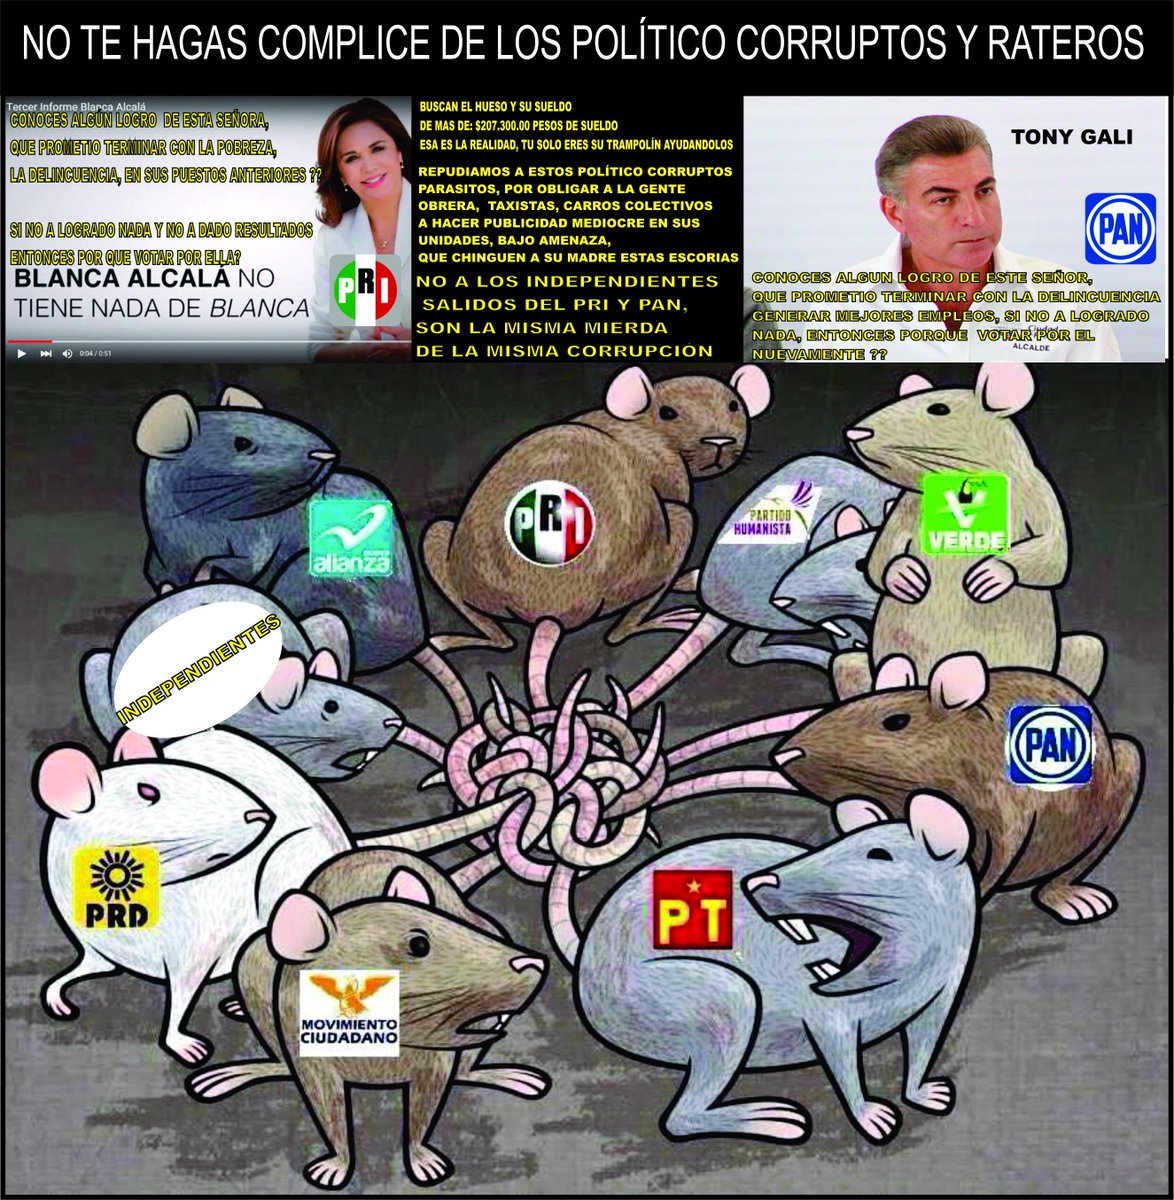 NO TE HAGAS COMPLICE DE LOS POLÍTICO CORRUPTOS Y RATEROS
Tercer Informe Blanca Alcalá
CONOCES ALGÚN LOGRO DE ESTA SEÑORA,
QUE PROMETIO TERMINAR CON LA POBREZA,
LA DELINCUENCIA, EN SUS PUESTOS ANTERIORES ??
SI NO A LOGRADO NADA Y NO A DADO RESULTADOS
ENTONCES POR QUE VOTAR POR ELLA?
BLANCA ALCALÁ NO
TIENE NADA DE BLANCA
PRI
0:04 / 0:51
BUSCAN EL HUESO Y SU SUELDO
DE MAS DE: $207.300.00 PESOS DE SUELDO
ESA ES LA REALIDAD, TU SOLO ERES SU TRAMPOLÍN AYUDANDOLOS
REPUDIAMOS A ESTOS POLÍTICO CORRUPTOS
PARASITOS, POR OBLIGAR A LA GENTE
OBRERA, TAXISTAS, CARROS COLECTIVOS
A HACER PUBLICIDAD MEDIOCRE EN SUS
UNIDADES, BAJO AMENAZA,
QUE CHINGUEN A SU MADRE ESTAS ESCORIAS
NO A LOS INDEPENDIENTES
SALIDOS DEL PRI Y PAN,
SON LA MISMA MIERDA
DE LA MISMA CORRUPCIÓN
TONY GALI
PAN
CONOCES ALGUN LOGRO DE ESTE SEÑOR,
QUE PROMETIO TERMINAR CON LA DELINCUENCIA
GENERAR MEJORES EMPLEOS, SI NO A LOGRADO
NADA, ENTONCES PORQUE VOTAR POR EL
NUEVAMENTE ??
Ciudad
ALCALDE
nueva
alianza
PRI
PARTIDO
HUMANISTA
VERDE
INDEPENDIENTES
PAN
PRD
PT
MOVIMIENTO
CIUDADANO